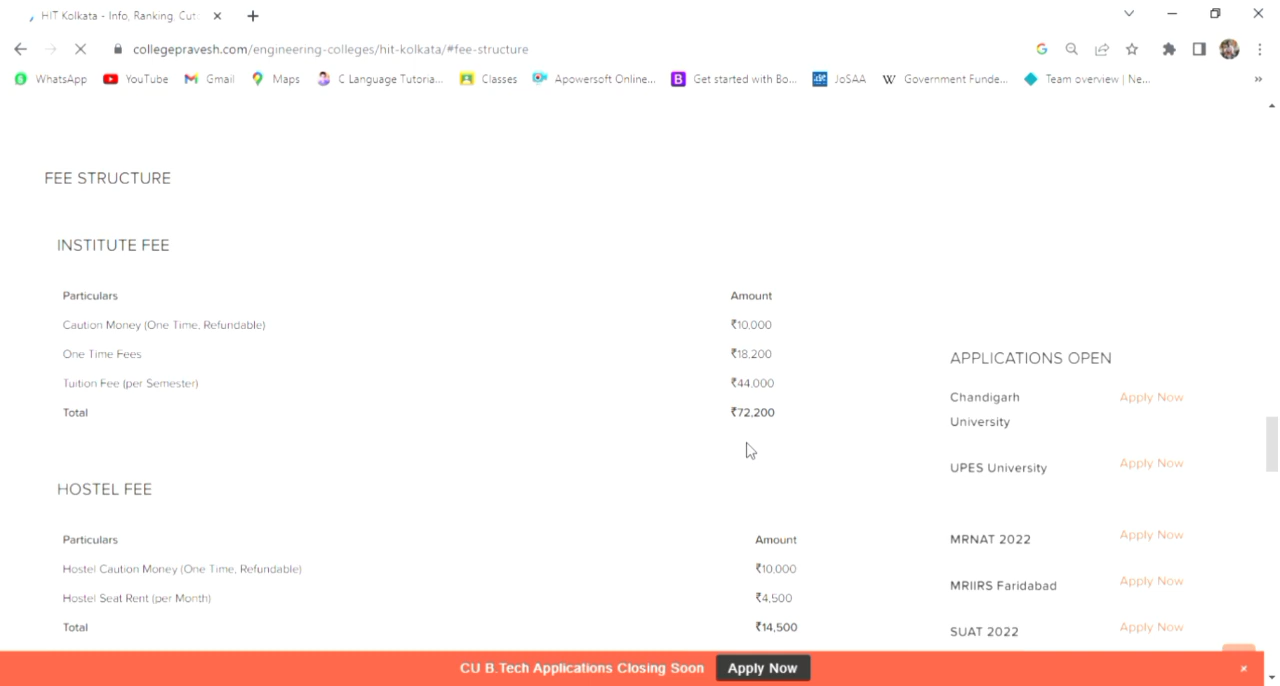 HIT Kolkata - Info, Ranking, Cut
collegepravesh.com/engineering-colleges/hit-kolkata/#fee-structure
WhatsApp YouTube Gmail Maps C Language Tutoria... Classes Apowersoft Online... Get started with Bo... JoSAA Government Funde... Team overview | Ne...
FEE STRUCTURE
INSTITUTE FEE
Particulars Amount
Caution Money (One Time, Refundable) ₹10,000
One Time Fees ₹18,200
Tuition Fee (per Semester) ₹44,000
Total ₹72,200
HOSTEL FEE
Particulars Amount
Hostel Caution Money (One Time, Refundable) ₹10,000
Hostel Seat Rent (per Month) ₹4,500
Total ₹14,500
APPLICATIONS OPEN
Chandigarh University Apply Now
UPES University Apply Now
MRNAT 2022 Apply Now
MRIIRS Faridabad Apply Now
SUAT 2022 Apply Now
CU B.Tech Applications Closing Soon Apply Now